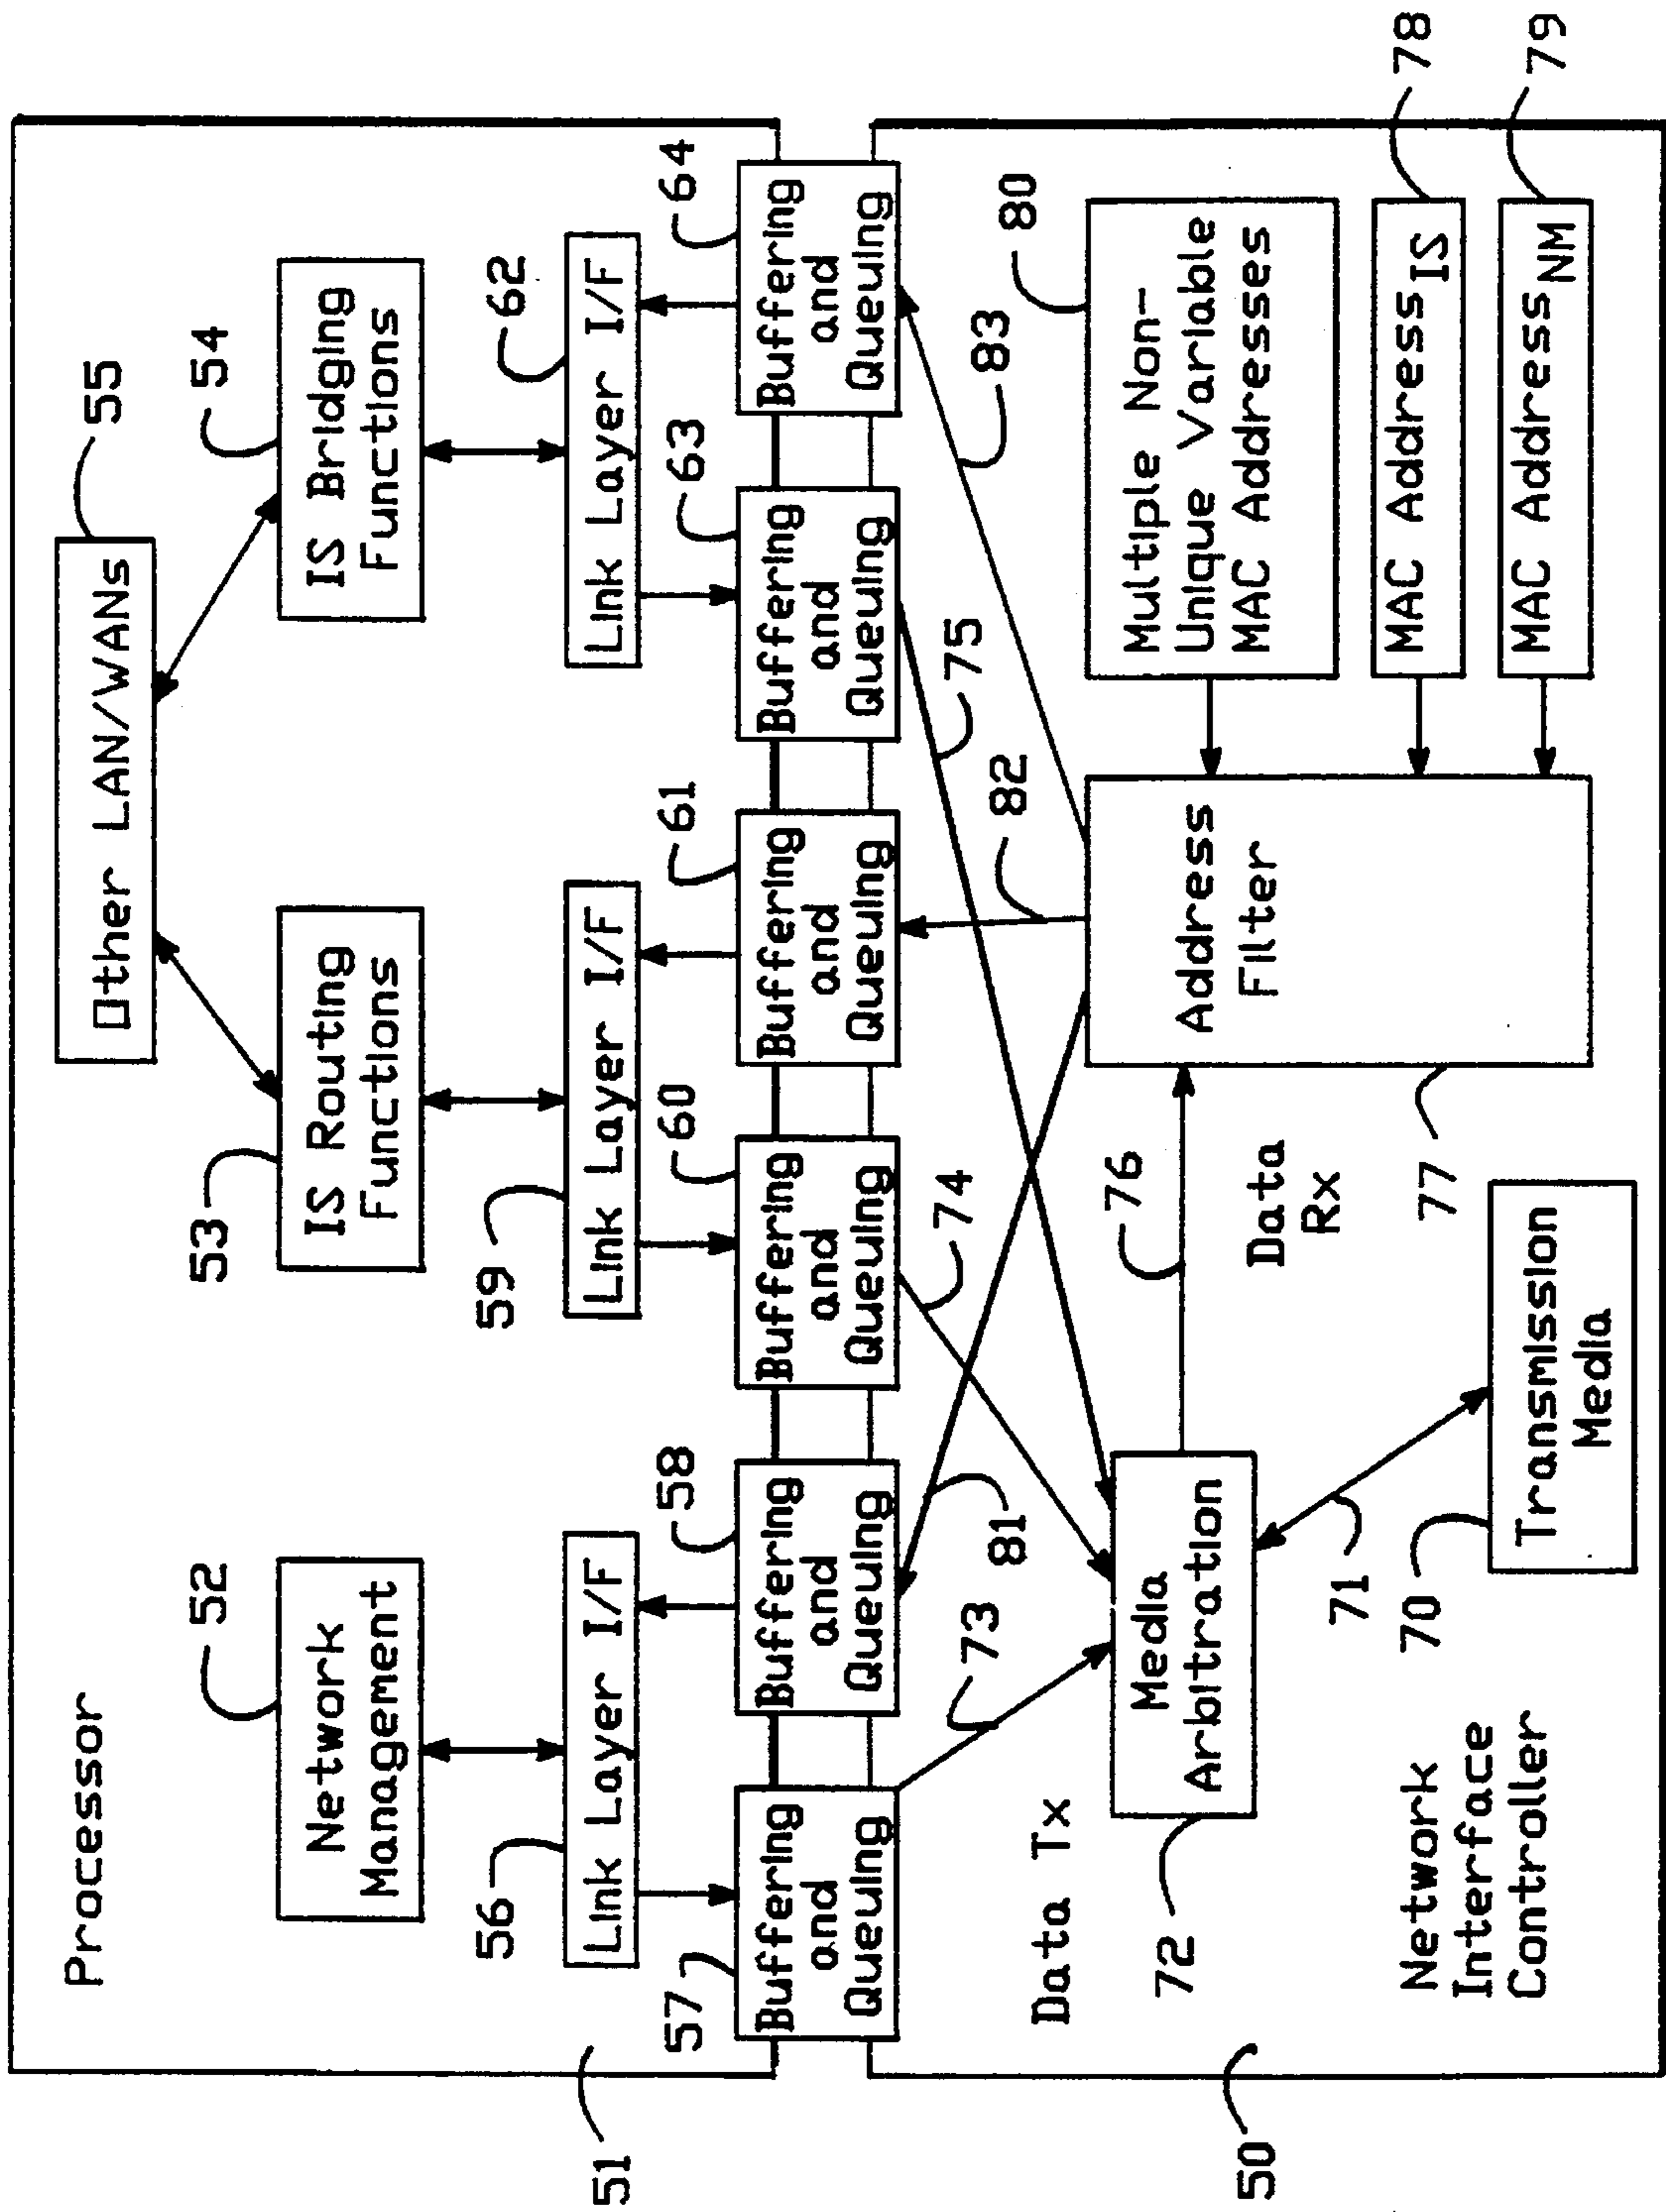 Processor
51
Other LAN/WANs
55
52
Network
Management
53
IS Routing
Functions
54
IS Bridging
Functions
56
Link Layer I/F
59
Link Layer I/F
62
Link Layer I/F
57
Buffering
and
Queuing
58
Buffering
and
Queuing
60
Buffering
and
Queuing
61
Buffering
and
Queuing
63
Buffering
and
Queuing
64
Buffering
and
Queuing
Data Tx
73
81
74
82
75
83
72
Media
Arbitration
76
Data
Rx
Address
Filter
77
80
Multiple Non-
Unique Variable
MAC Addresses
MAC Address IS
78
MAC Address NM
79
71
70
Transmission
Media
Network
Interface
Controller
50